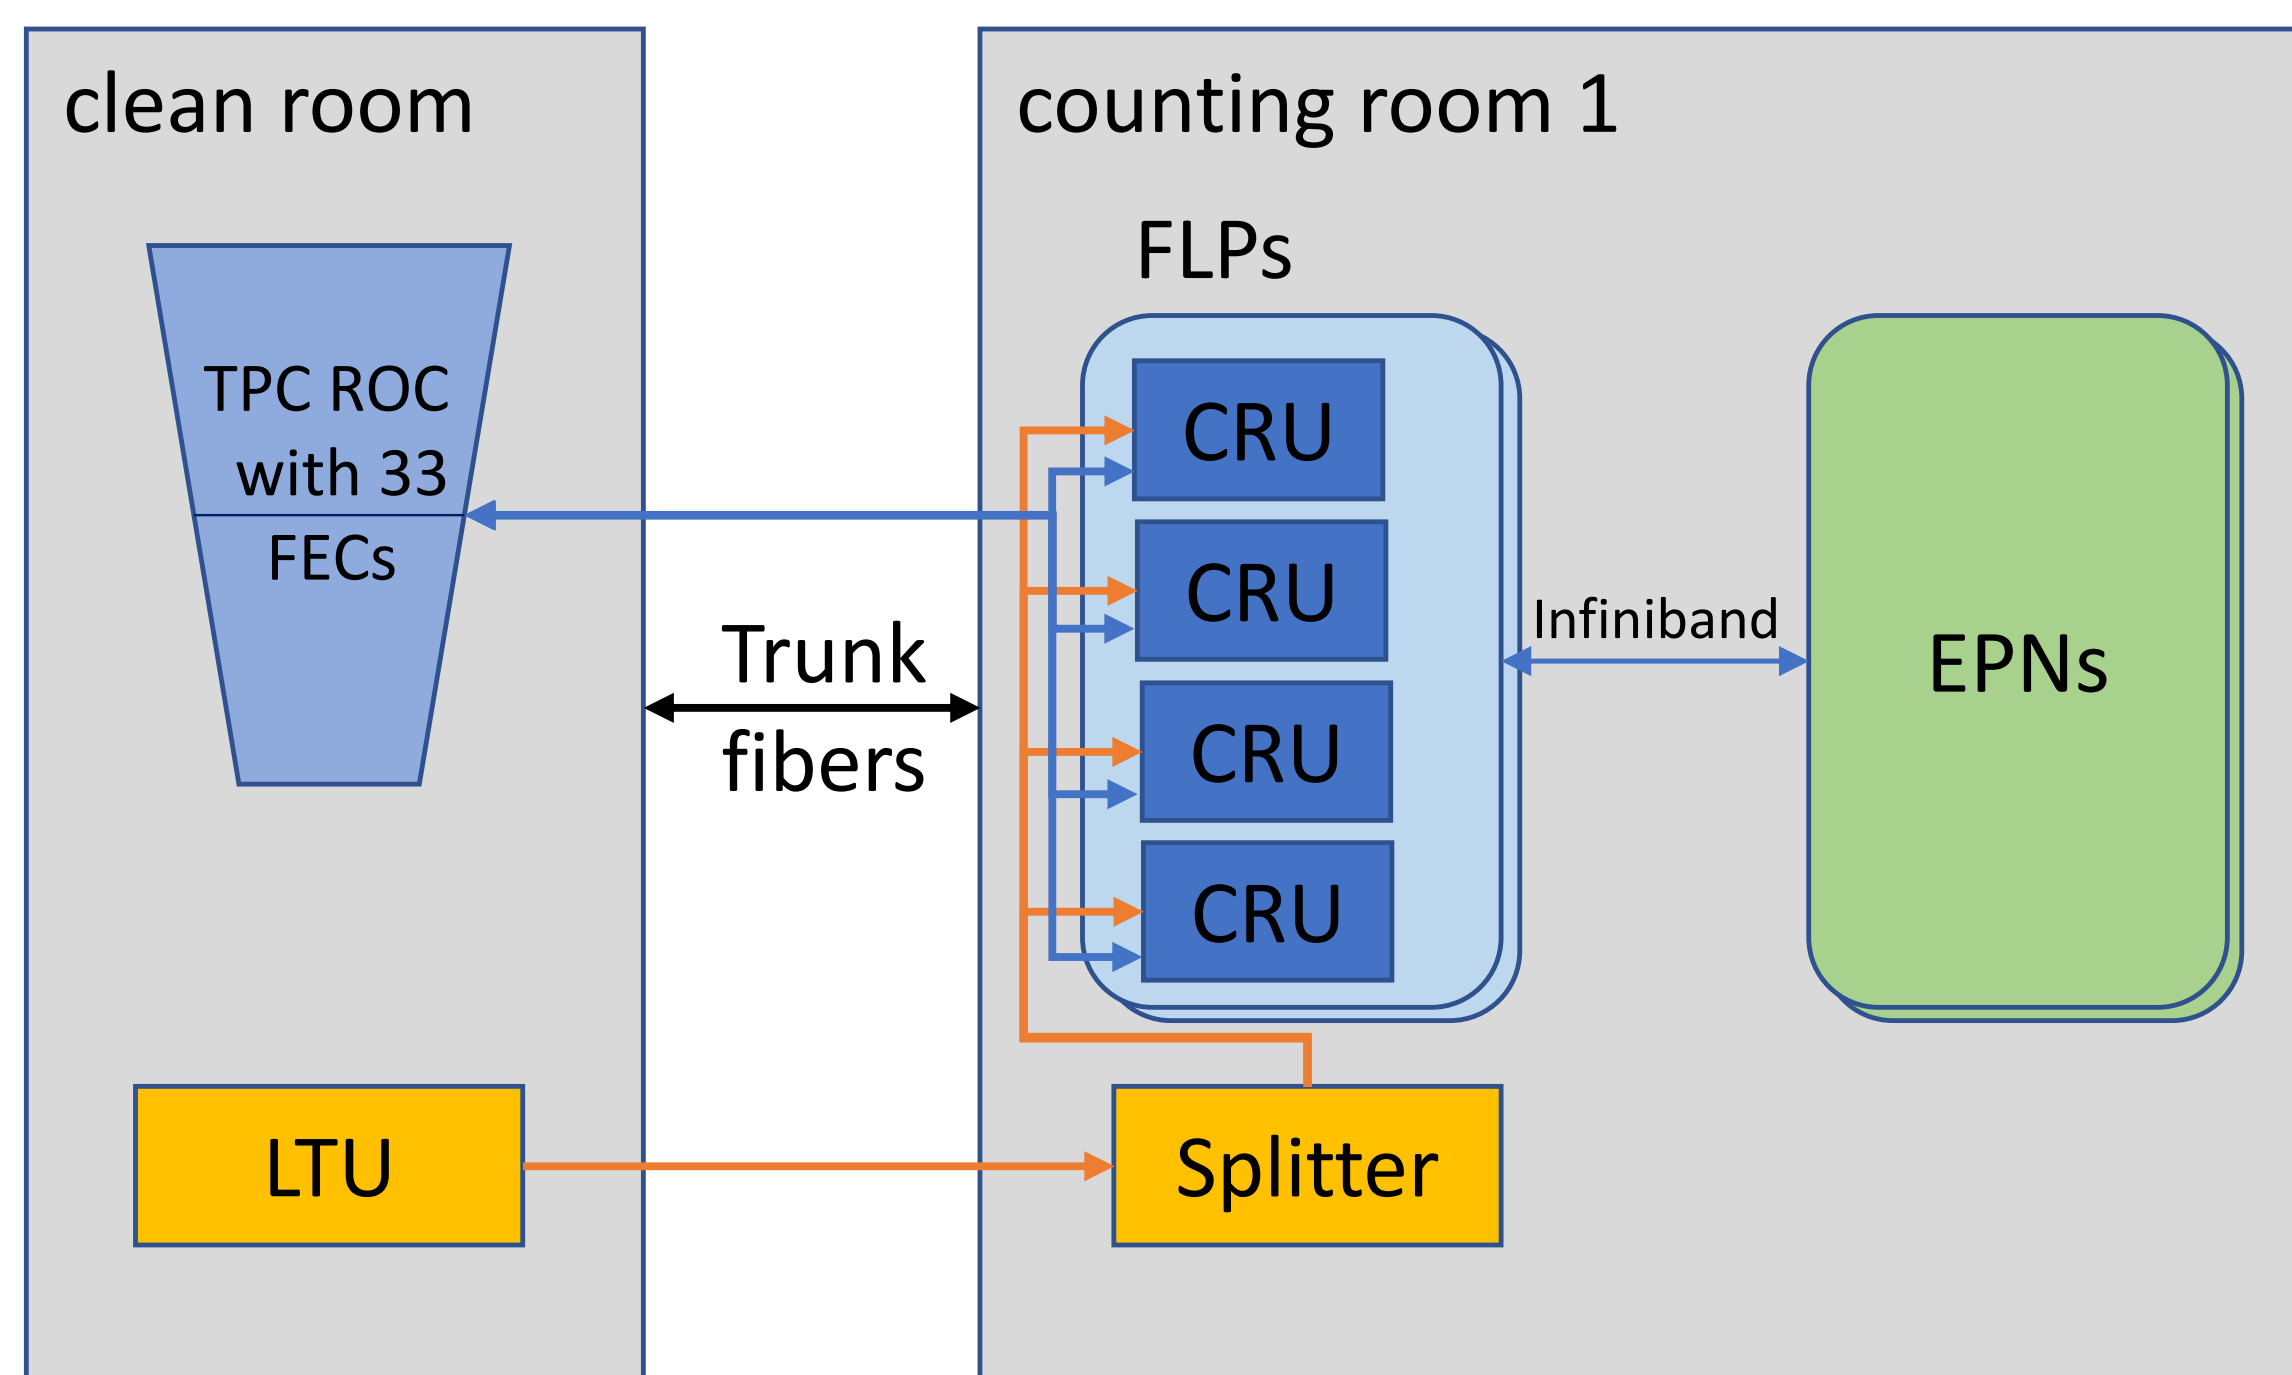 clean room
TPC ROC
with 33
FECs
LTU
Trunk
fibers
counting room 1
FLPs
CRU
CRU
CRU
CRU
Infiniband
EPNs
Splitter